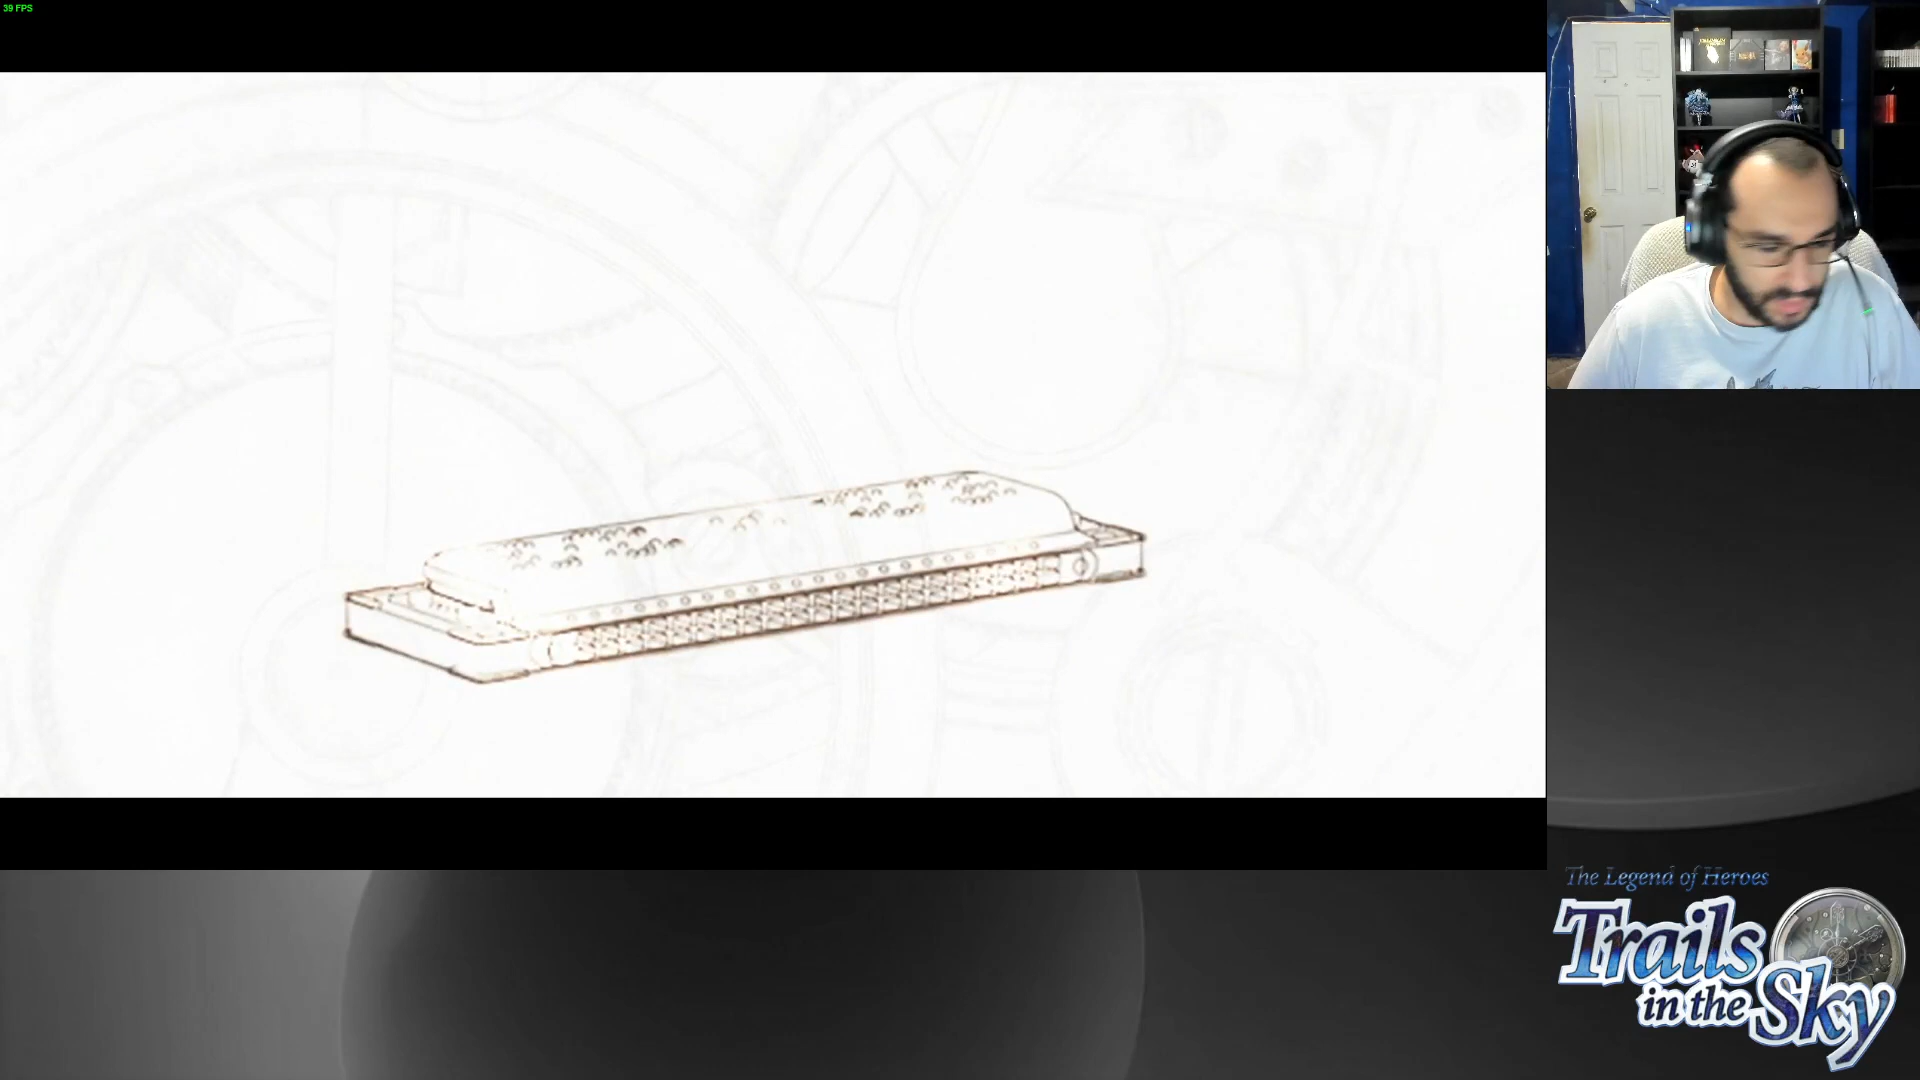 39 FPS
The Legend of Heroes
Trails
in the Sky